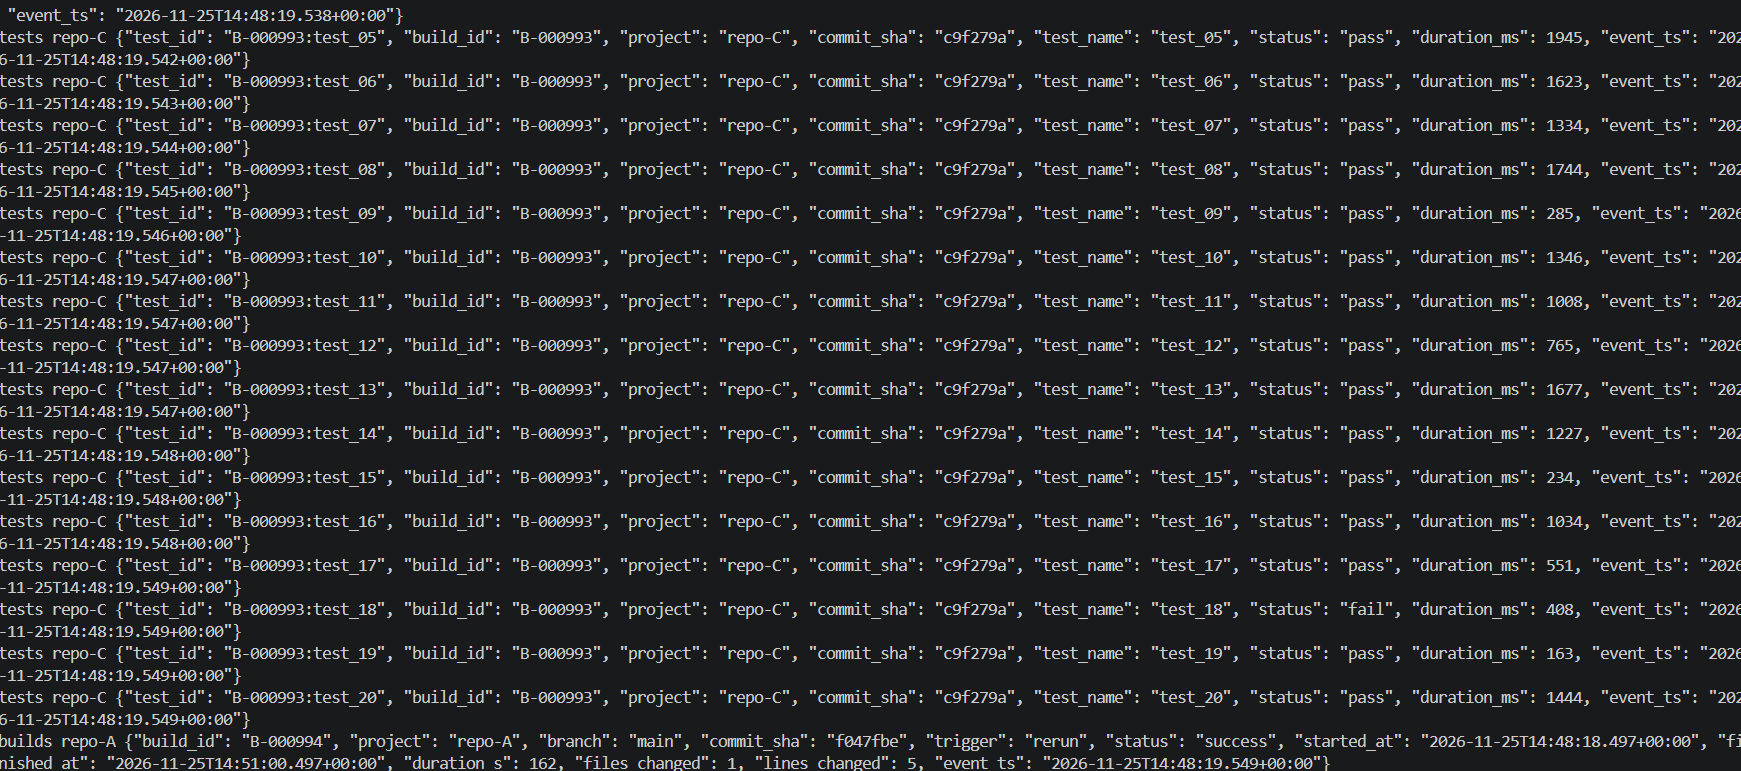 "event_ts": "2026-11-25T14:48:19.538+00:00"}
tests repo-C {"test_id": "B-000993:test_05", "build_id": "B-000993", "project": "repo-C", "commit_sha": "c9f279a", "test_name": "test_05", "status": "pass", "duration_ms": 1945, "event_ts": "202
6-11-25T14:48:19.542+00:00"}
tests repo-C {"test_id": "B-000993:test_06", "build_id": "B-000993", "project": "repo-C", "commit_sha": "c9f279a", "test_name": "test_06", "status": "pass", "duration_ms": 1623, "event_ts": "202
6-11-25T14:48:19.543+00:00"}
tests repo-C {"test_id": "B-000993:test_07", "build_id": "B-000993", "project": "repo-C", "commit_sha": "c9f279a", "test_name": "test_07", "status": "pass", "duration_ms": 1334, "event_ts": "202
6-11-25T14:48:19.544+00:00"}
tests repo-C {"test_id": "B-000993:test_08", "build_id": "B-000993", "project": "repo-C", "commit_sha": "c9f279a", "test_name": "test_08", "status": "pass", "duration_ms": 1744, "event_ts": "202
6-11-25T14:48:19.545+00:00"}
tests repo-C {"test_id": "B-000993:test_09", "build_id": "B-000993", "project": "repo-C", "commit_sha": "c9f279a", "test_name": "test_09", "status": "pass", "duration_ms": 285, "event_ts": "2026
-11-25T14:48:19.546+00:00"}
tests repo-C {"test_id": "B-000993:test_10", "build_id": "B-000993", "project": "repo-C", "commit_sha": "c9f279a", "test_name": "test_10", "status": "pass", "duration_ms": 1346, "event_ts": "202
6-11-25T14:48:19.547+00:00"}
tests repo-C {"test_id": "B-000993:test_11", "build_id": "B-000993", "project": "repo-C", "commit_sha": "c9f279a", "test_name": "test_11", "status": "pass", "duration_ms": 1008, "event_ts": "202
6-11-25T14:48:19.547+00:00"}
tests repo-C {"test_id": "B-000993:test_12", "build_id": "B-000993", "project": "repo-C", "commit_sha": "c9f279a", "test_name": "test_12", "status": "pass", "duration_ms": 765, "event_ts": "2026
-11-25T14:48:19.547+00:00"}
tests repo-C {"test_id": "B-000993:test_13", "build_id": "B-000993", "project": "repo-C", "commit_sha": "c9f279a", "test_name": "test_13", "status": "pass", "duration_ms": 1677, "event_ts": "202
6-11-25T14:48:19.547+00:00"}
tests repo-C {"test_id": "B-000993:test_14", "build_id": "B-000993", "project": "repo-C", "commit_sha": "c9f279a", "test_name": "test_14", "status": "pass", "duration_ms": 1227, "event_ts": "202
6-11-25T14:48:19.548+00:00"}
tests repo-C {"test_id": "B-000993:test_15", "build_id": "B-000993", "project": "repo-C", "commit_sha": "c9f279a", "test_name": "test_15", "status": "pass", "duration_ms": 234, "event_ts": "2026
-11-25T14:48:19.548+00:00"}
tests repo-C {"test_id": "B-000993:test_16", "build_id": "B-000993", "project": "repo-C", "commit_sha": "c9f279a", "test_name": "test_16", "status": "pass", "duration_ms": 1034, "event_ts": "202
6-11-25T14:48:19.548+00:00"}
tests repo-C {"test_id": "B-000993:test_17", "build_id": "B-000993", "project": "repo-C", "commit_sha": "c9f279a", "test_name": "test_17", "status": "pass", "duration_ms": 551, "event_ts": "2026
-11-25T14:48:19.549+00:00"}
tests repo-C {"test_id": "B-000993:test_18", "build_id": "B-000993", "project": "repo-C", "commit_sha": "c9f279a", "test_name": "test_18", "status": "fail", "duration_ms": 408, "event_ts": "2026
-11-25T14:48:19.549+00:00"}
tests repo-C {"test_id": "B-000993:test_19", "build_id": "B-000993", "project": "repo-C", "commit_sha": "c9f279a", "test_name": "test_19", "status": "pass", "duration_ms": 163, "event_ts": "2026
-11-25T14:48:19.549+00:00"}
tests repo-C {"test_id": "B-000993:test_20", "build_id": "B-000993", "project": "repo-C", "commit_sha": "c9f279a", "test_name": "test_20", "status": "pass", "duration_ms": 1444, "event_ts": "202
6-11-25T14:48:19.549+00:00"}
builds repo-A {"build_id": "B-000994", "project": "repo-A", "branch": "main", "commit_sha": "f047fbe", "trigger": "rerun", "status": "success", "started_at": "2026-11-25T14:48:18.497+00:00", "fi
nished_at": "2026-11-25T14:51:00.497+00:00", "duration_s": 162, "files_changed": 1, "lines_changed": 5, "event_ts": "2026-11-25T14:48:19.549+00:00"}